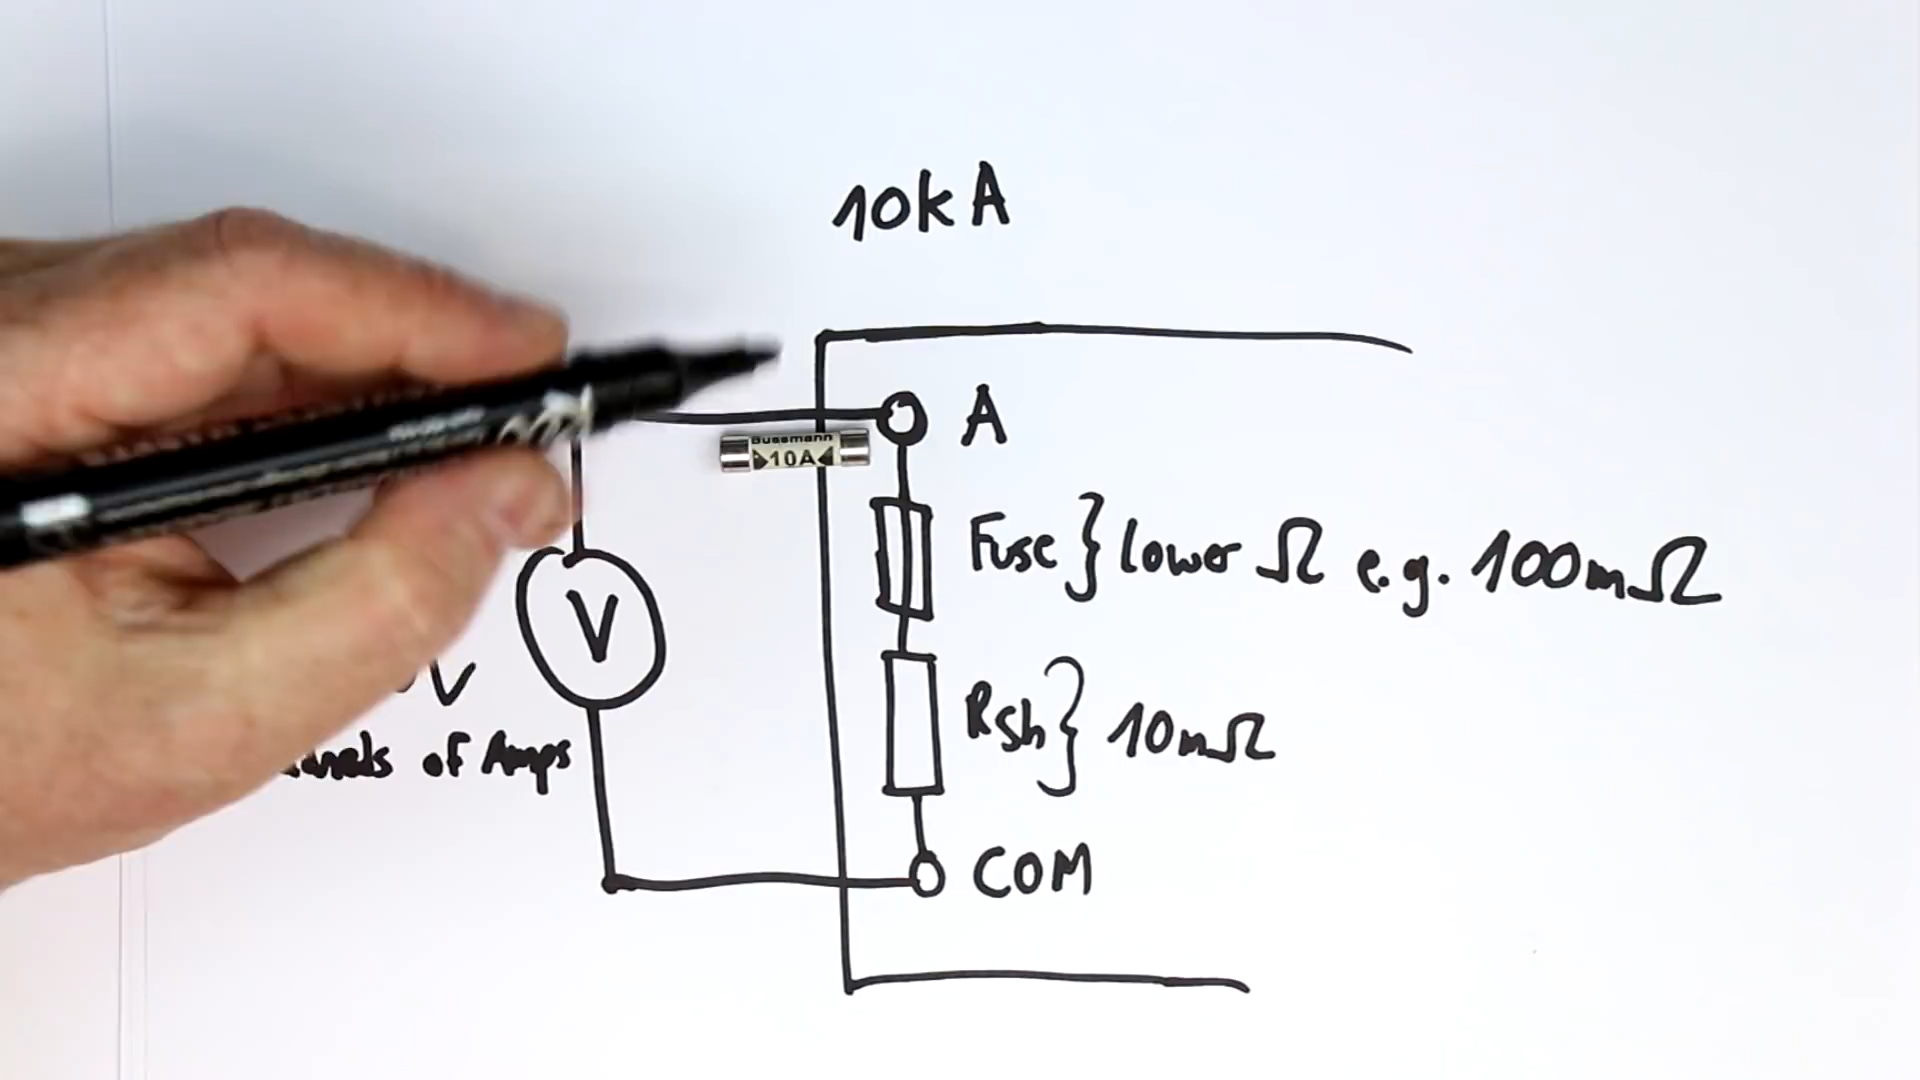 10kA
A
Bussmann
10A
Fuse } lower Ω e.g. 100mΩ
V
V
Rsh } 10mΩ
of Amps
COM